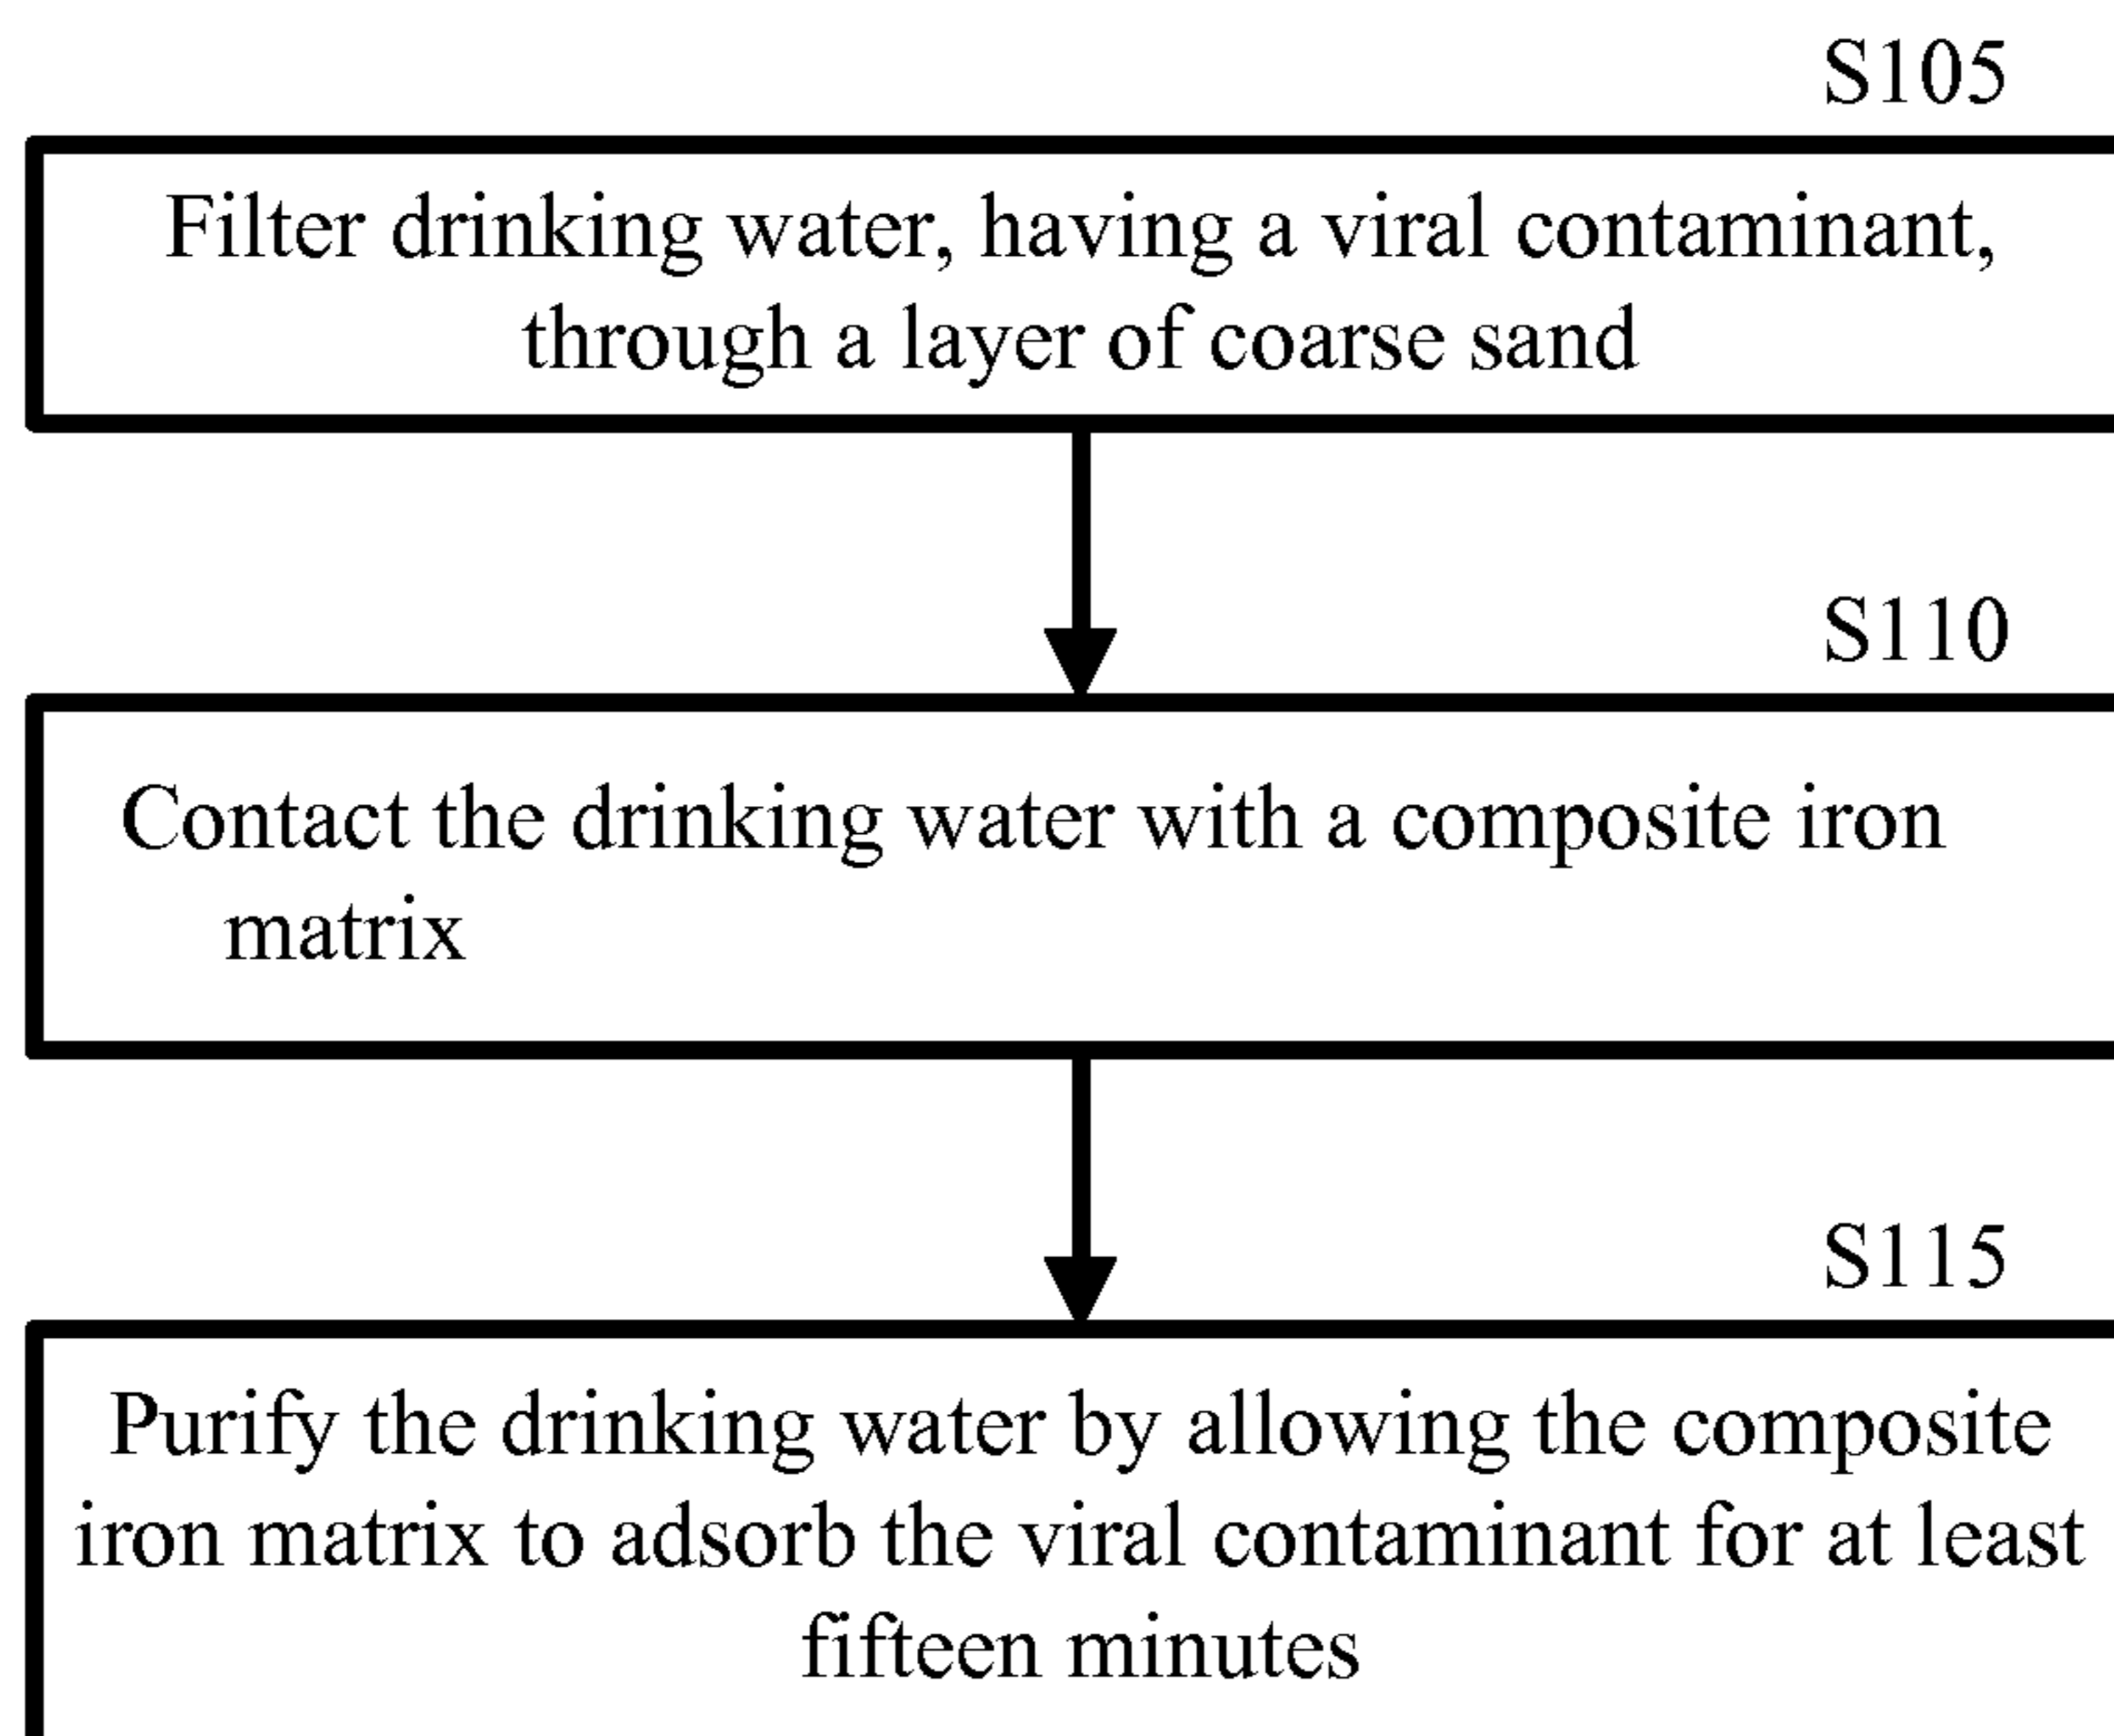 S105
Filter drinking water, having a viral contaminant,
through a layer of coarse sand
S110
Contact the drinking water with a composite iron
matrix
S115
Purify the drinking water by allowing the composite
iron matrix to adsorb the viral contaminant for at least
fifteen minutes